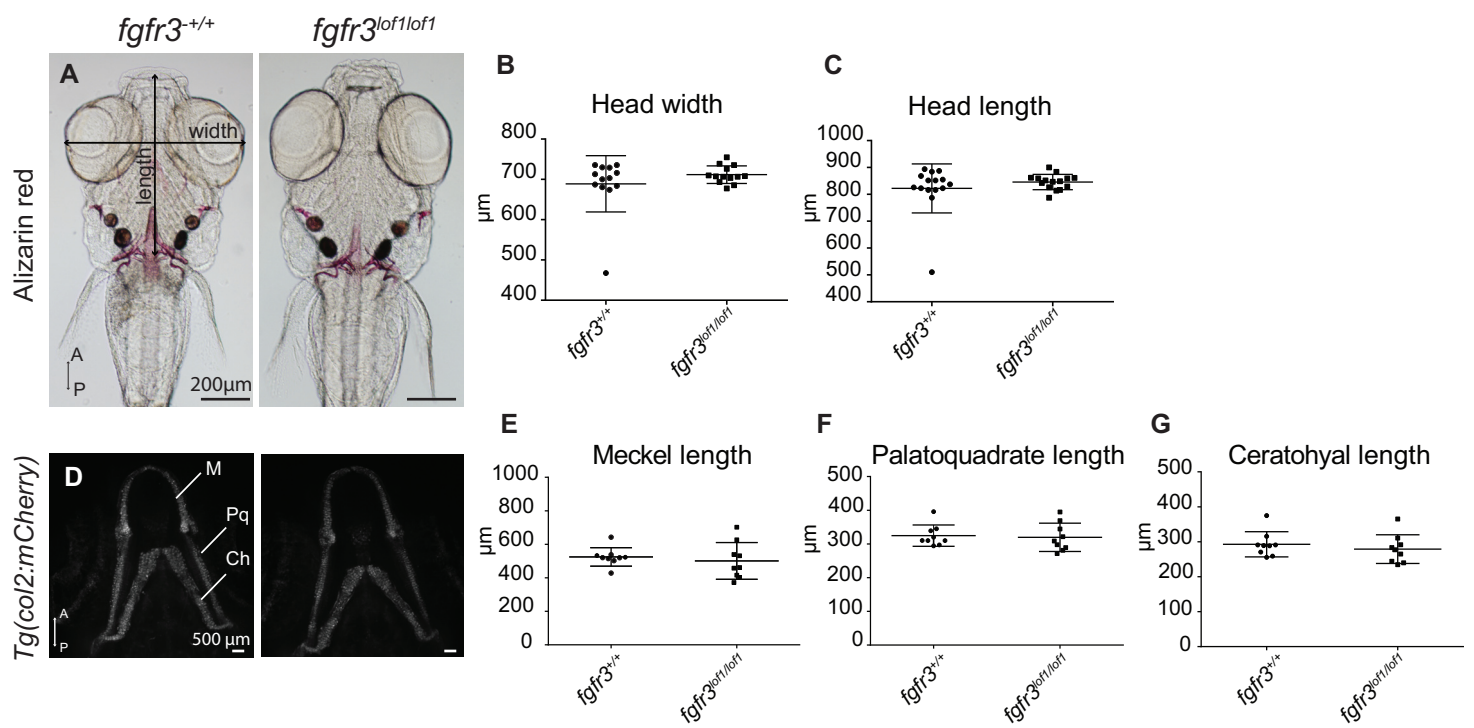 fgfr3-+/+
fgfr3lof1lof1
Alizarin red
A
width
length
A
P
200µm
B
Head width
µm
800
700
600
500
400
fgfr3+/+
fgfr3lof1/lof1
C
Head length
µm
1000
900
800
700
600
500
400
fgfr3+/+
fgfr3lof1/lof1
Tg(col2:mCherry)
D
M
Pq
Ch
A
P
500 µm
E
Meckel length
µm
1000
800
600
400
200
0
fgfr3+/+
fgfr3lof1/lof1
F
Palatoquadrate length
µm
500
400
300
200
100
0
fgfr3+/+
fgfr3lof1/lof1
G
Ceratohyal length
µm
500
400
300
200
100
0
fgfr3+/+
fgfr3lof1/lof1